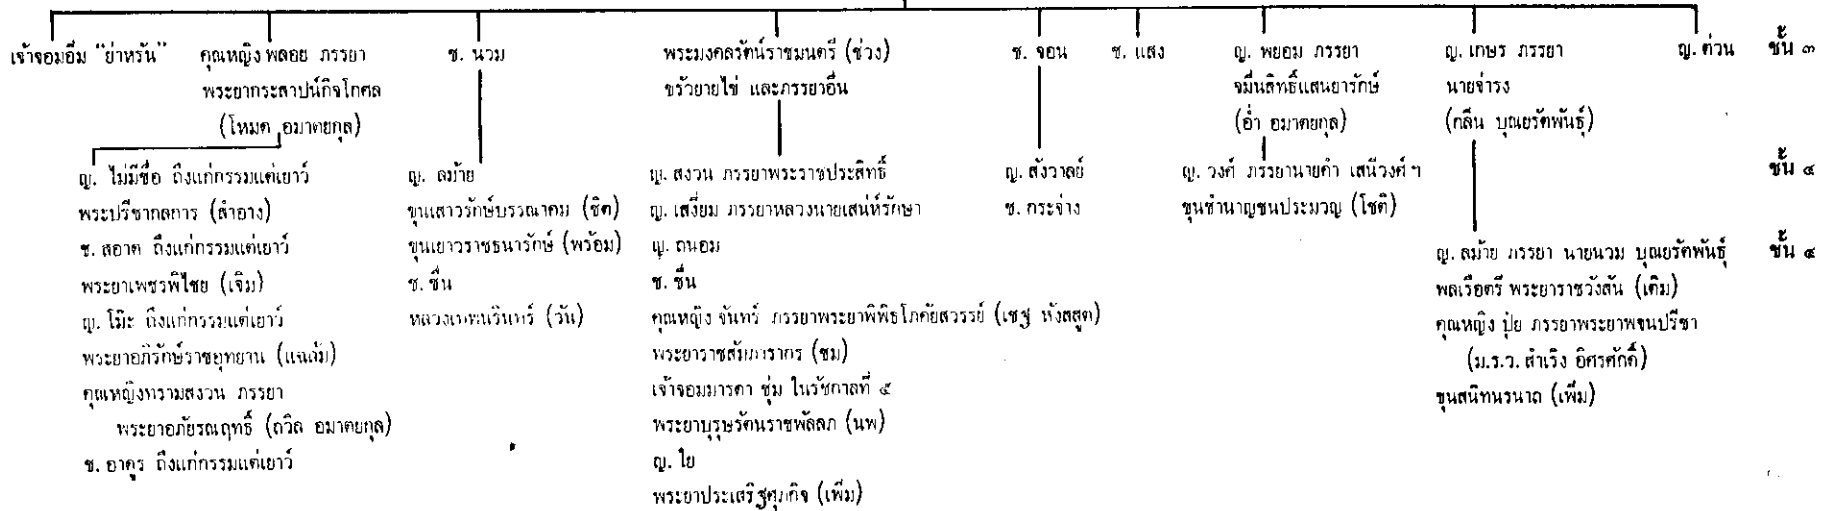 เจ้าจอมอิ่ม "ย่าหรัน"
คุณหญิง พลอย ภรรยา
พระยากระสาปน์กิจโกศล
(โหมด อมาตยกุล)
ช. นวม
พระมงคลรัตน์ราชมนตรี (ช่วง)
ขรัวยายไข่ และภรรยาอื่น
ช. จอน
ช. แสง
ญ. พยอม ภรรยา
จมื่นสิทธิ์แสนยารักษ์
(อ่ำ อมาตยกุล)
ญ. เกษร ภรรยา
นายจ่ารง
(กลีน บุณยรัตพันธุ์)
ญ. ต่วน
ชั้น ๓
ญ. ไม่มีชื่อ ถึงแก่กรรมแต่เยาว์
พระปรีชากลการ (สำอาง)
ช. สอาด ถึงแก่กรรมแต่เยาว์
พระยาเพชรพิไชย (เจิม)
ญ. โม๊ะ ถึงแก่กรรมแต่เยาว์
พระยาอภิรักษ์ราชอุทยาน (แฉล้ม)
คุณหญิงทรามสงวน ภรรยา
พระยาอภัยรณฤทธิ์ (ถวิล อมาตยกุล)
ช. อาดูร ถึงแก่กรรมแต่เยาว์
ญ. ลม้าย
ขุนเสาวรักษ์บรรณาคม (ชิต)
ขุนเยาวราชธนารักษ์ (พร้อม)
ช. ชื่น
หลวงเทพนรินทร์ (วัน)
ญ. สงวน ภรรยาพระราชประสิทธิ์
ญ. เสงี่ยม ภรรยาหลวงนายเสน่ห์รักษา
ญ. ถนอม
ช. ชื่น
คุณหญิง จันทร์ ภรรยาพระยาพิพิธโภคัยสวรรย์ (เชฐ หังสสูต)
พระยาราชสัมภารากร (ชม)
เจ้าจอมมารดา ชุ่ม ในรัชกาลที่ ๕
พระยาบุรุษรัตนราชพัลลภ (นพ)
ญ. ใย
พระยาประเสริฐศุภกิจ (เพิ่ม)
ญ. สังวาลย์
ช. กระจ่าง
ญ. วงศ์ ภรรยานายคำ เสนีวงศ์ ฯ
ขุนชำนาญชนประมวญ (โชติ)
ชั้น ๔
ญ. ลม้าย ภรรยา นายนวม บุณยรัตพันธุ์
พลเรือตรี พระยาราชวังสัน (เดิม)
คุณหญิง ปุ๋ย ภรรยาพระยาพจนปรีชา
(ม.ร.ว. สำเริง อิศรศักดิ์)
ขุนสนิทนรนาถ (เพิ่ม)
ชั้น ๕